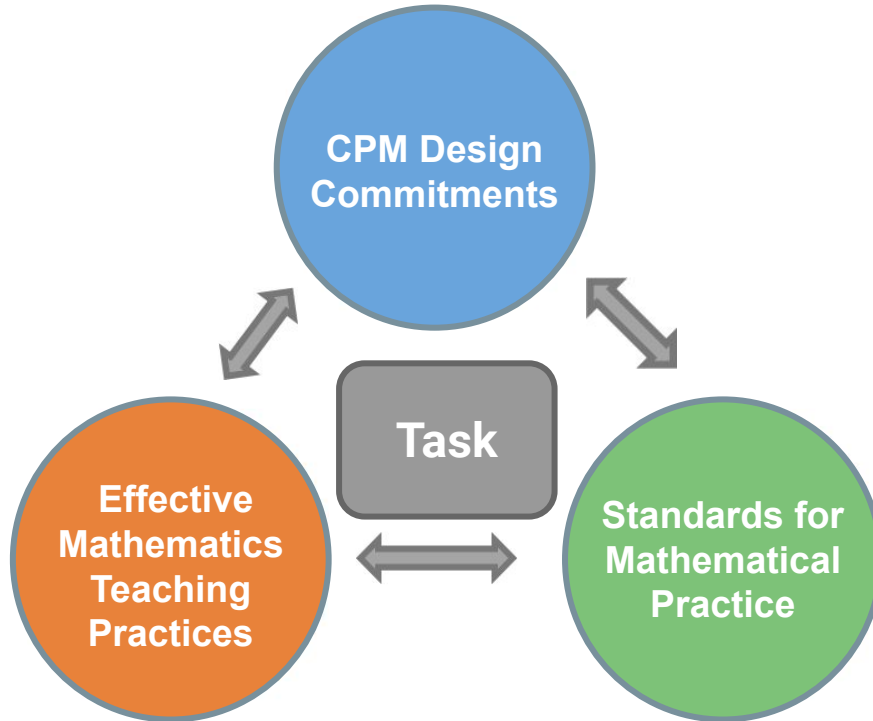 CPM Design
Commitments
Task
Effective
Mathematics
Teaching
Practices
Standards for
Mathematical
Practice